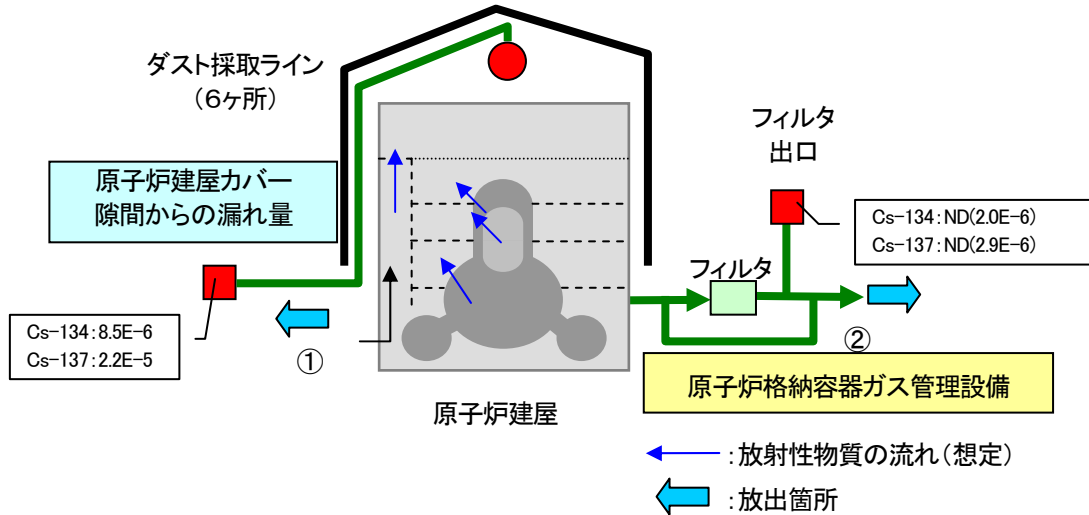 ダスト採取ライン
（6ヶ所）
原子炉建屋カバー
隙間からの漏れ量
Cs-134:8.5E-6
Cs-137:2.2E-5
①
原子炉建屋
フィルタ
出口
Cs-134:ND(2.0E-6)
Cs-137:ND(2.9E-6)
フィルタ
②
原子炉格納容器ガス管理設備
：放射性物質の流れ（想定）
：放出箇所